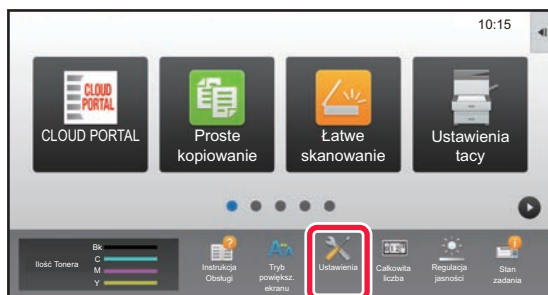 10:15
CLOUD
PORTAL
CLOUD PORTAL
Proste
kopiowanie
Łatwe
skanowanie
Ustawienia
tacy
Ilość Tonera
Bk
C
M
Y
Instrukcja
Obsługi
Tryb
powiększ.
ekranu
Ustawienia
Całkowita
liczba
Regulacja
jasności
Stan
zadania